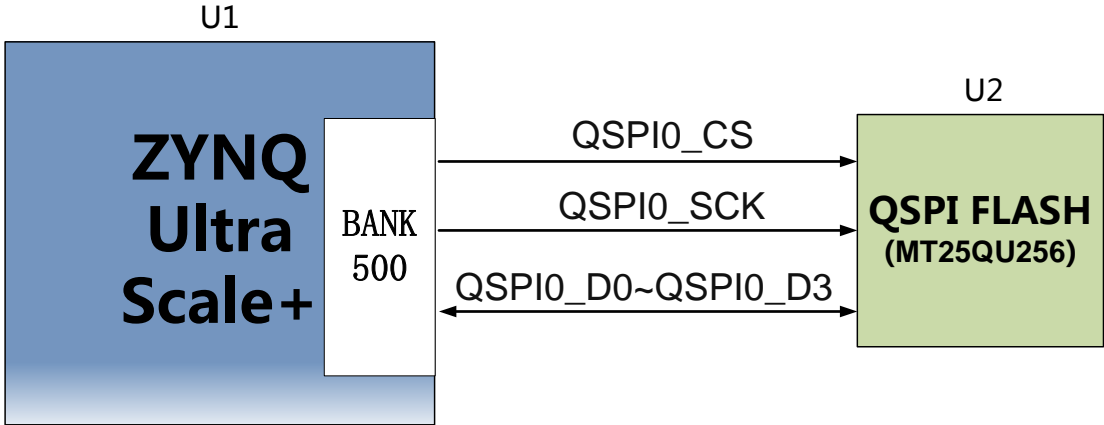 U1
ZYNQ
Ultra
Scale+
BANK
500
QSPI0_CS
QSPI0_SCK
QSPI0_D0~QSPI0_D3
U2
QSPI FLASH
(MT25QU256)